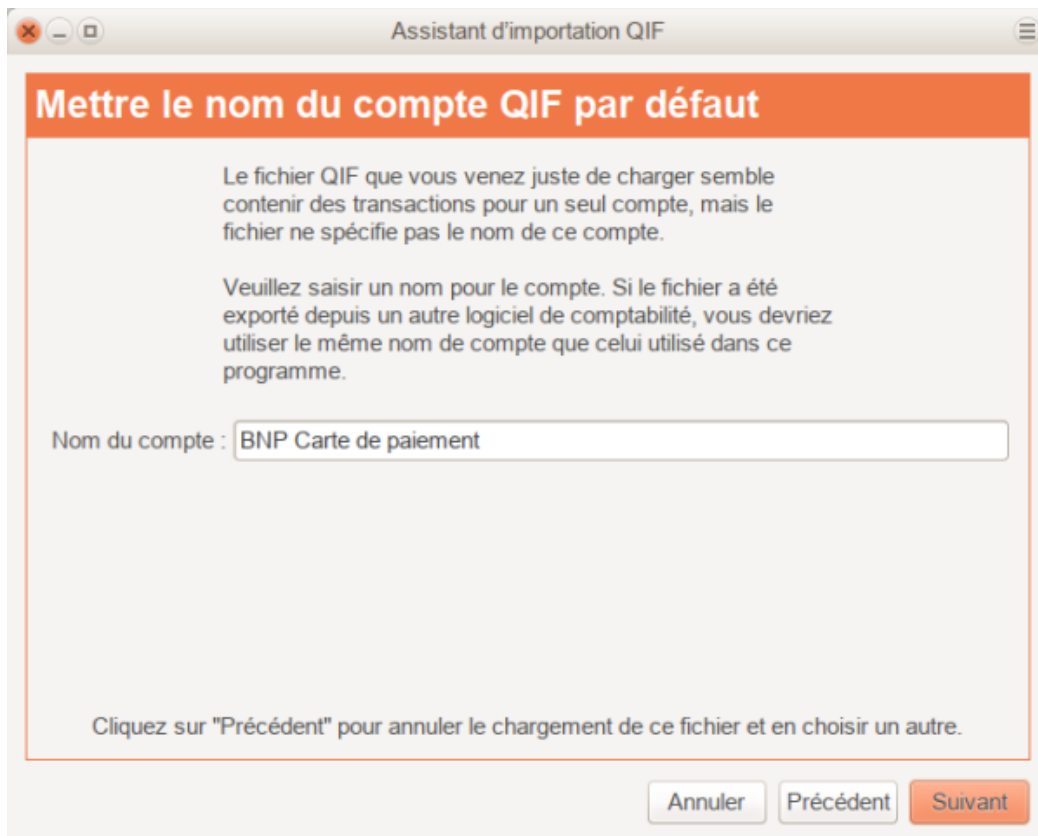 Assistant d'importation QIF
Mettre le nom du compte QIF par défaut
Le fichier QIF que vous venez juste de charger semble
contenir des transactions pour un seul compte, mais le
fichier ne spécifie pas le nom de ce compte.
Veuillez saisir un nom pour le compte. Si le fichier a été
exporté depuis un autre logiciel de comptabilité, vous devriez
utiliser le même nom de compte que celui utilisé dans ce
programme.
Nom du compte : BNP Carte de paiement
Cliquez sur "Précédent" pour annuler le chargement de ce fichier et en choisir un autre.
Annuler Précédent Suivant